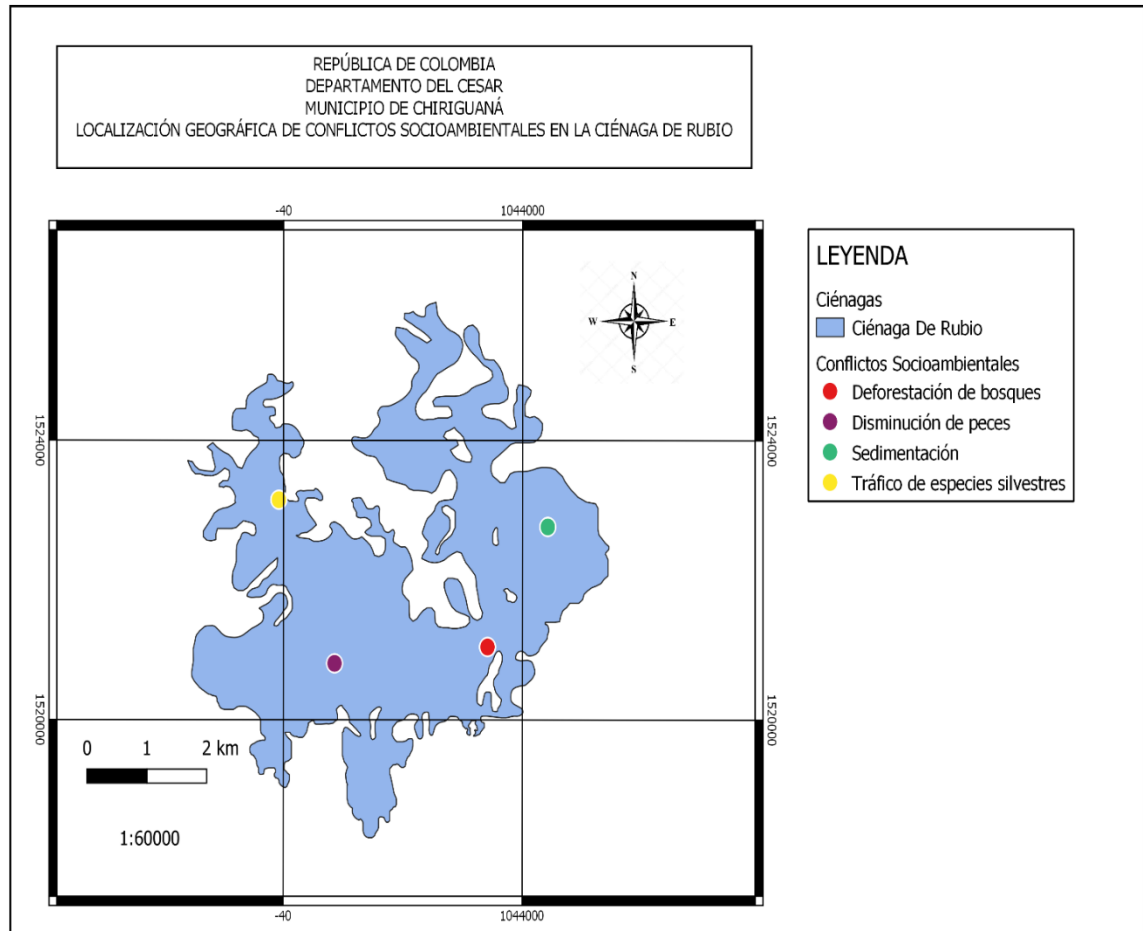 REPÚBLICA DE COLOMBIA
DEPARTAMENTO DEL CESAR
MUNICIPIO DE CHIRIGUANÁ
LOCALIZACIÓN GEOGRÁFICA DE CONFLICTOS SOCIOAMBIENTALES EN LA CIÉNAGA DE RUBIO
-40 1044000
N
W E
S
1524000 1524000
1520000 1520000
0 1 2 km
1:60000
-40 1044000
LEYENDA
Ciénagas
Ciénaga De Rubio
Conflictos Socioambientales
Deforestación de bosques
Disminución de peces
Sedimentación
Tráfico de especies silvestres